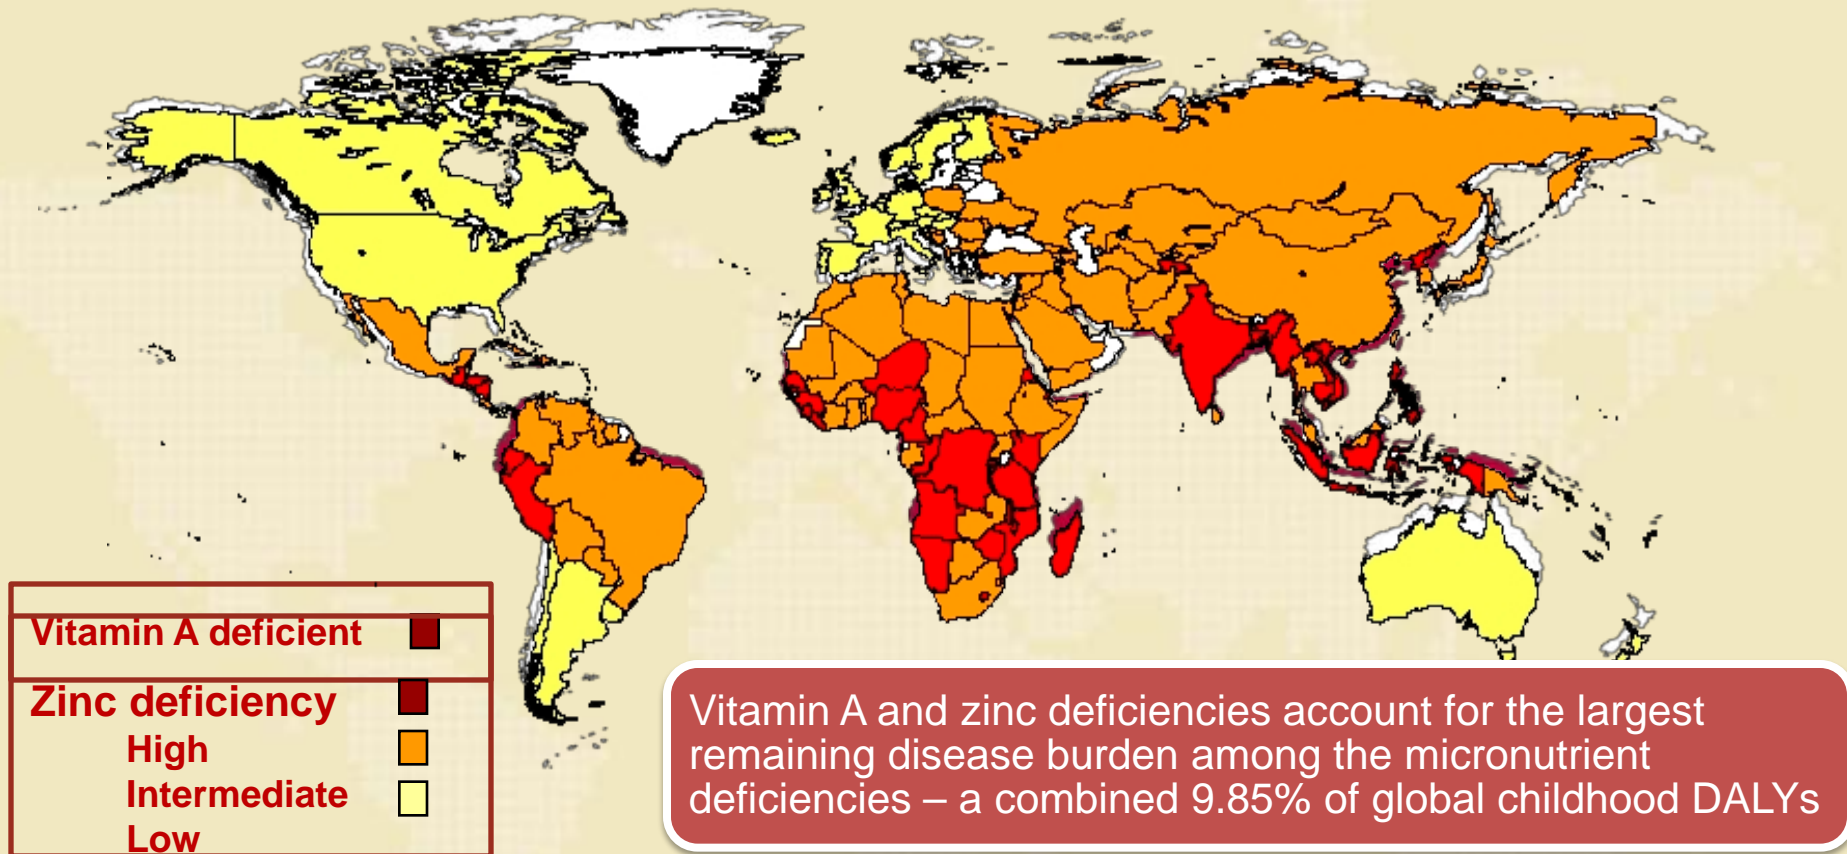 Vitamin A deficient
Zinc deficiency
High
Intermediate
Low
Vitamin A and zinc deficiencies account for the largest
remaining disease burden among the micronutrient
deficiencies – a combined 9.85% of global childhood DALYs